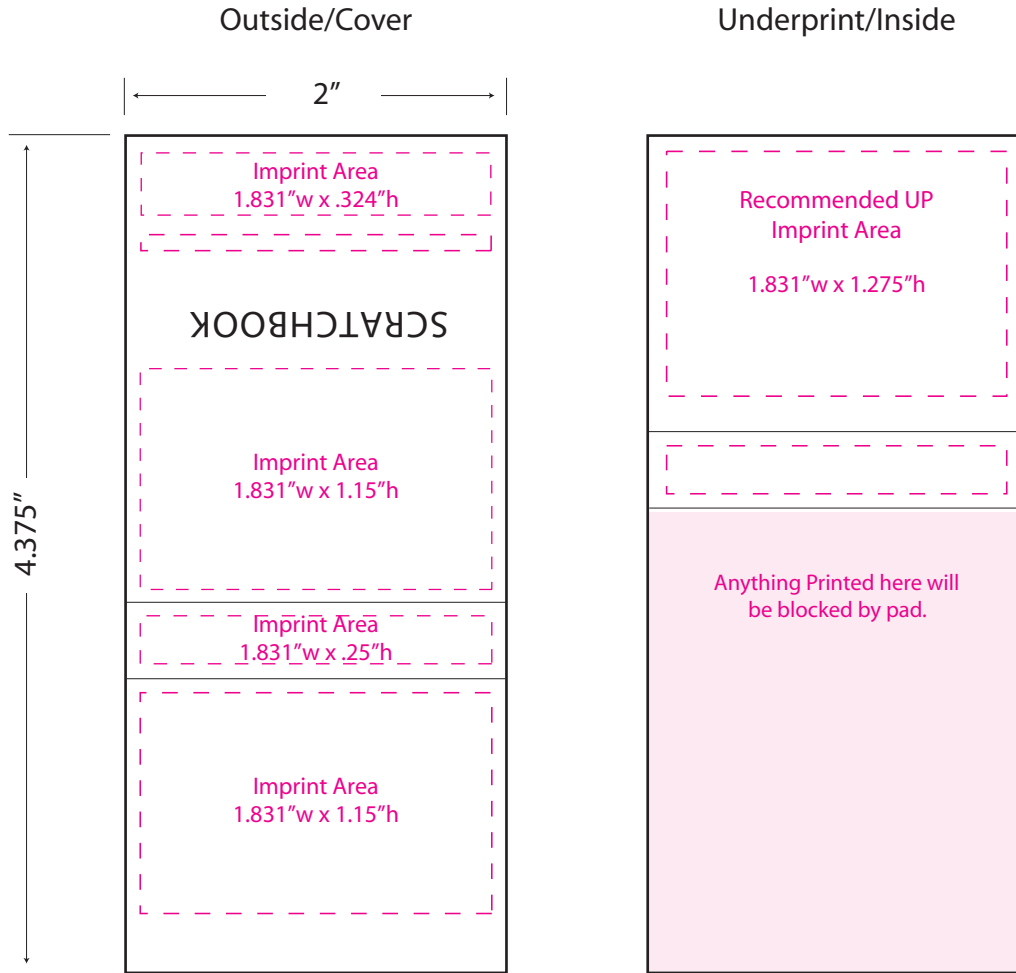 Outside/Cover
2”
4.375”
Imprint Area
1.831”w x .324”h
SCRATCHBOOK
Imprint Area
1.831”w x 1.15”h
Imprint Area
1.831”w x .25”h
Imprint Area
1.831”w x 1.15”h
Underprint/Inside
Recommended UP
Imprint Area
1.831”w x 1.275”h
Anything Printed here will
be blocked by pad.